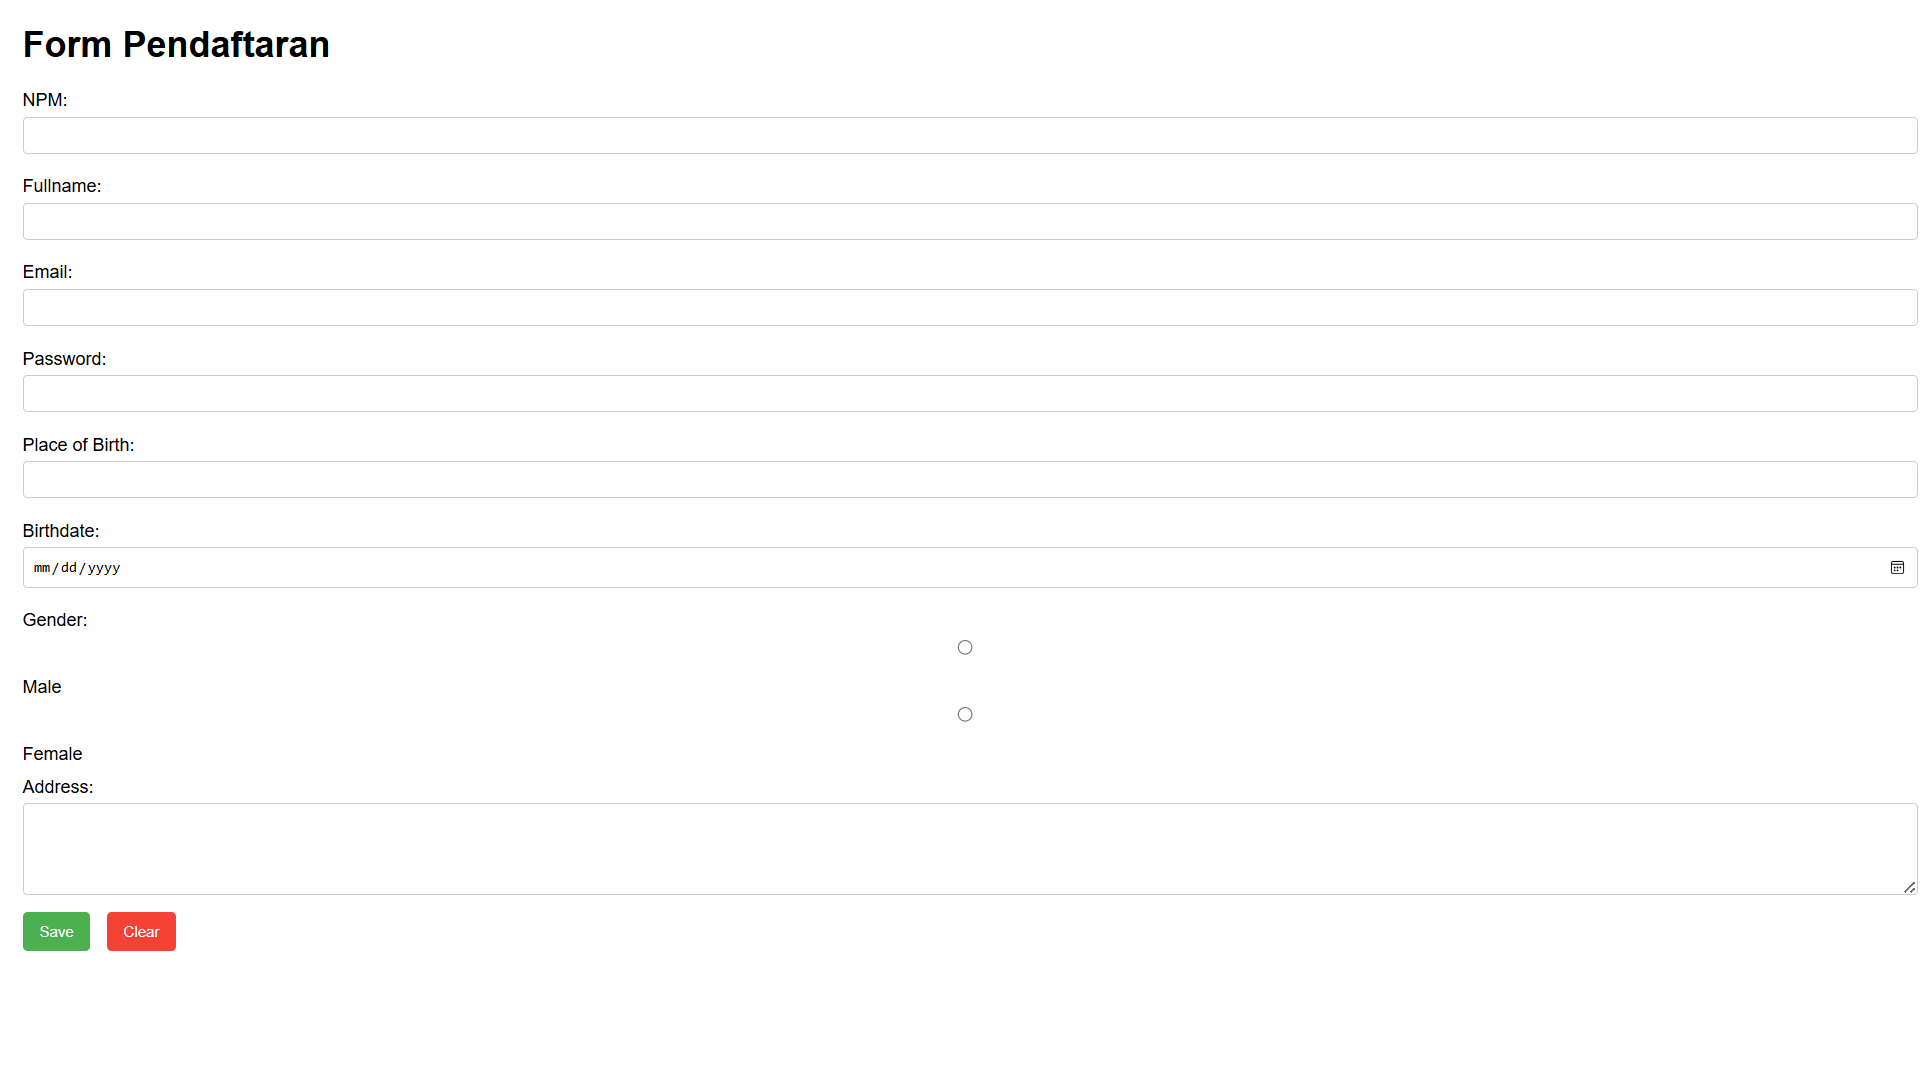 Form Pendaftaran
NPM:
Fullname:
Email:
Password:
Place of Birth:
Birthdate:
mm/dd/yyyy
Gender:
Male
Female
Address:
Save Clear